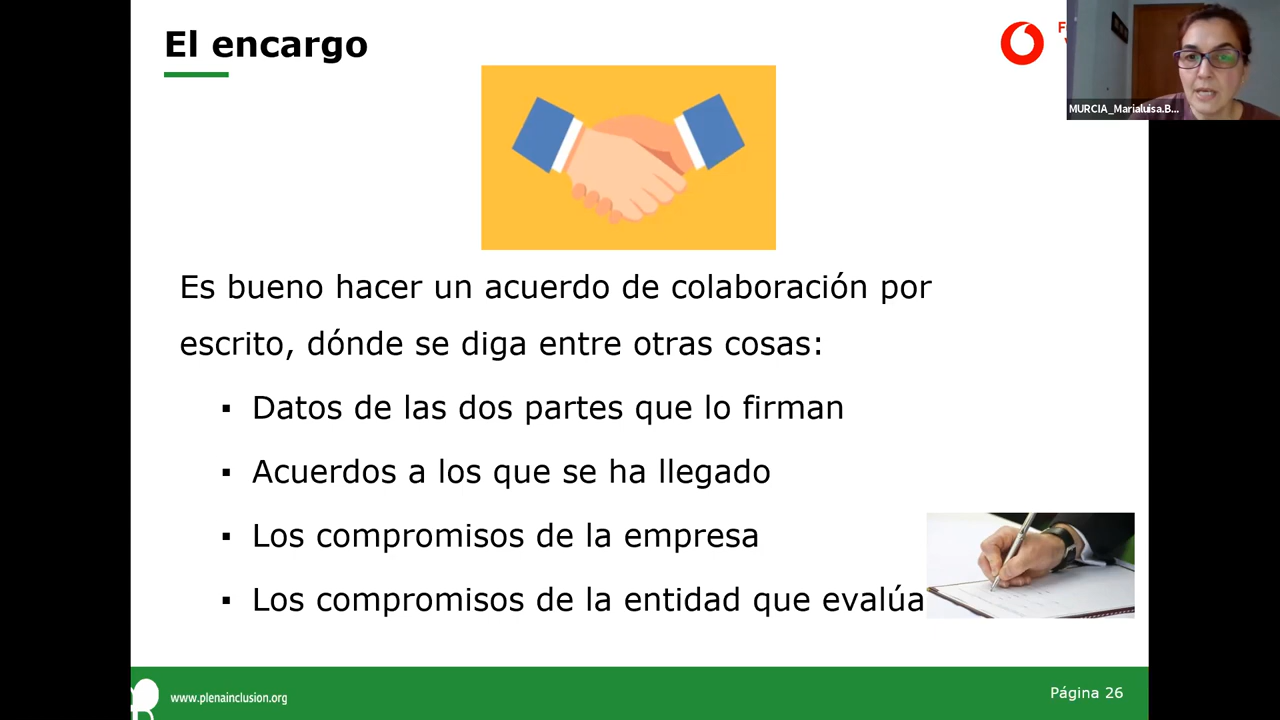 El encargo
MURCIA_Marialuisa.B...
Es bueno hacer un acuerdo de colaboración por
escrito, dónde se diga entre otras cosas:
▪ Datos de las dos partes que lo firman
▪ Acuerdos a los que se ha llegado
▪ Los compromisos de la empresa
▪ Los compromisos de la entidad que evalúa
www.plenainclusion.org
Página 26